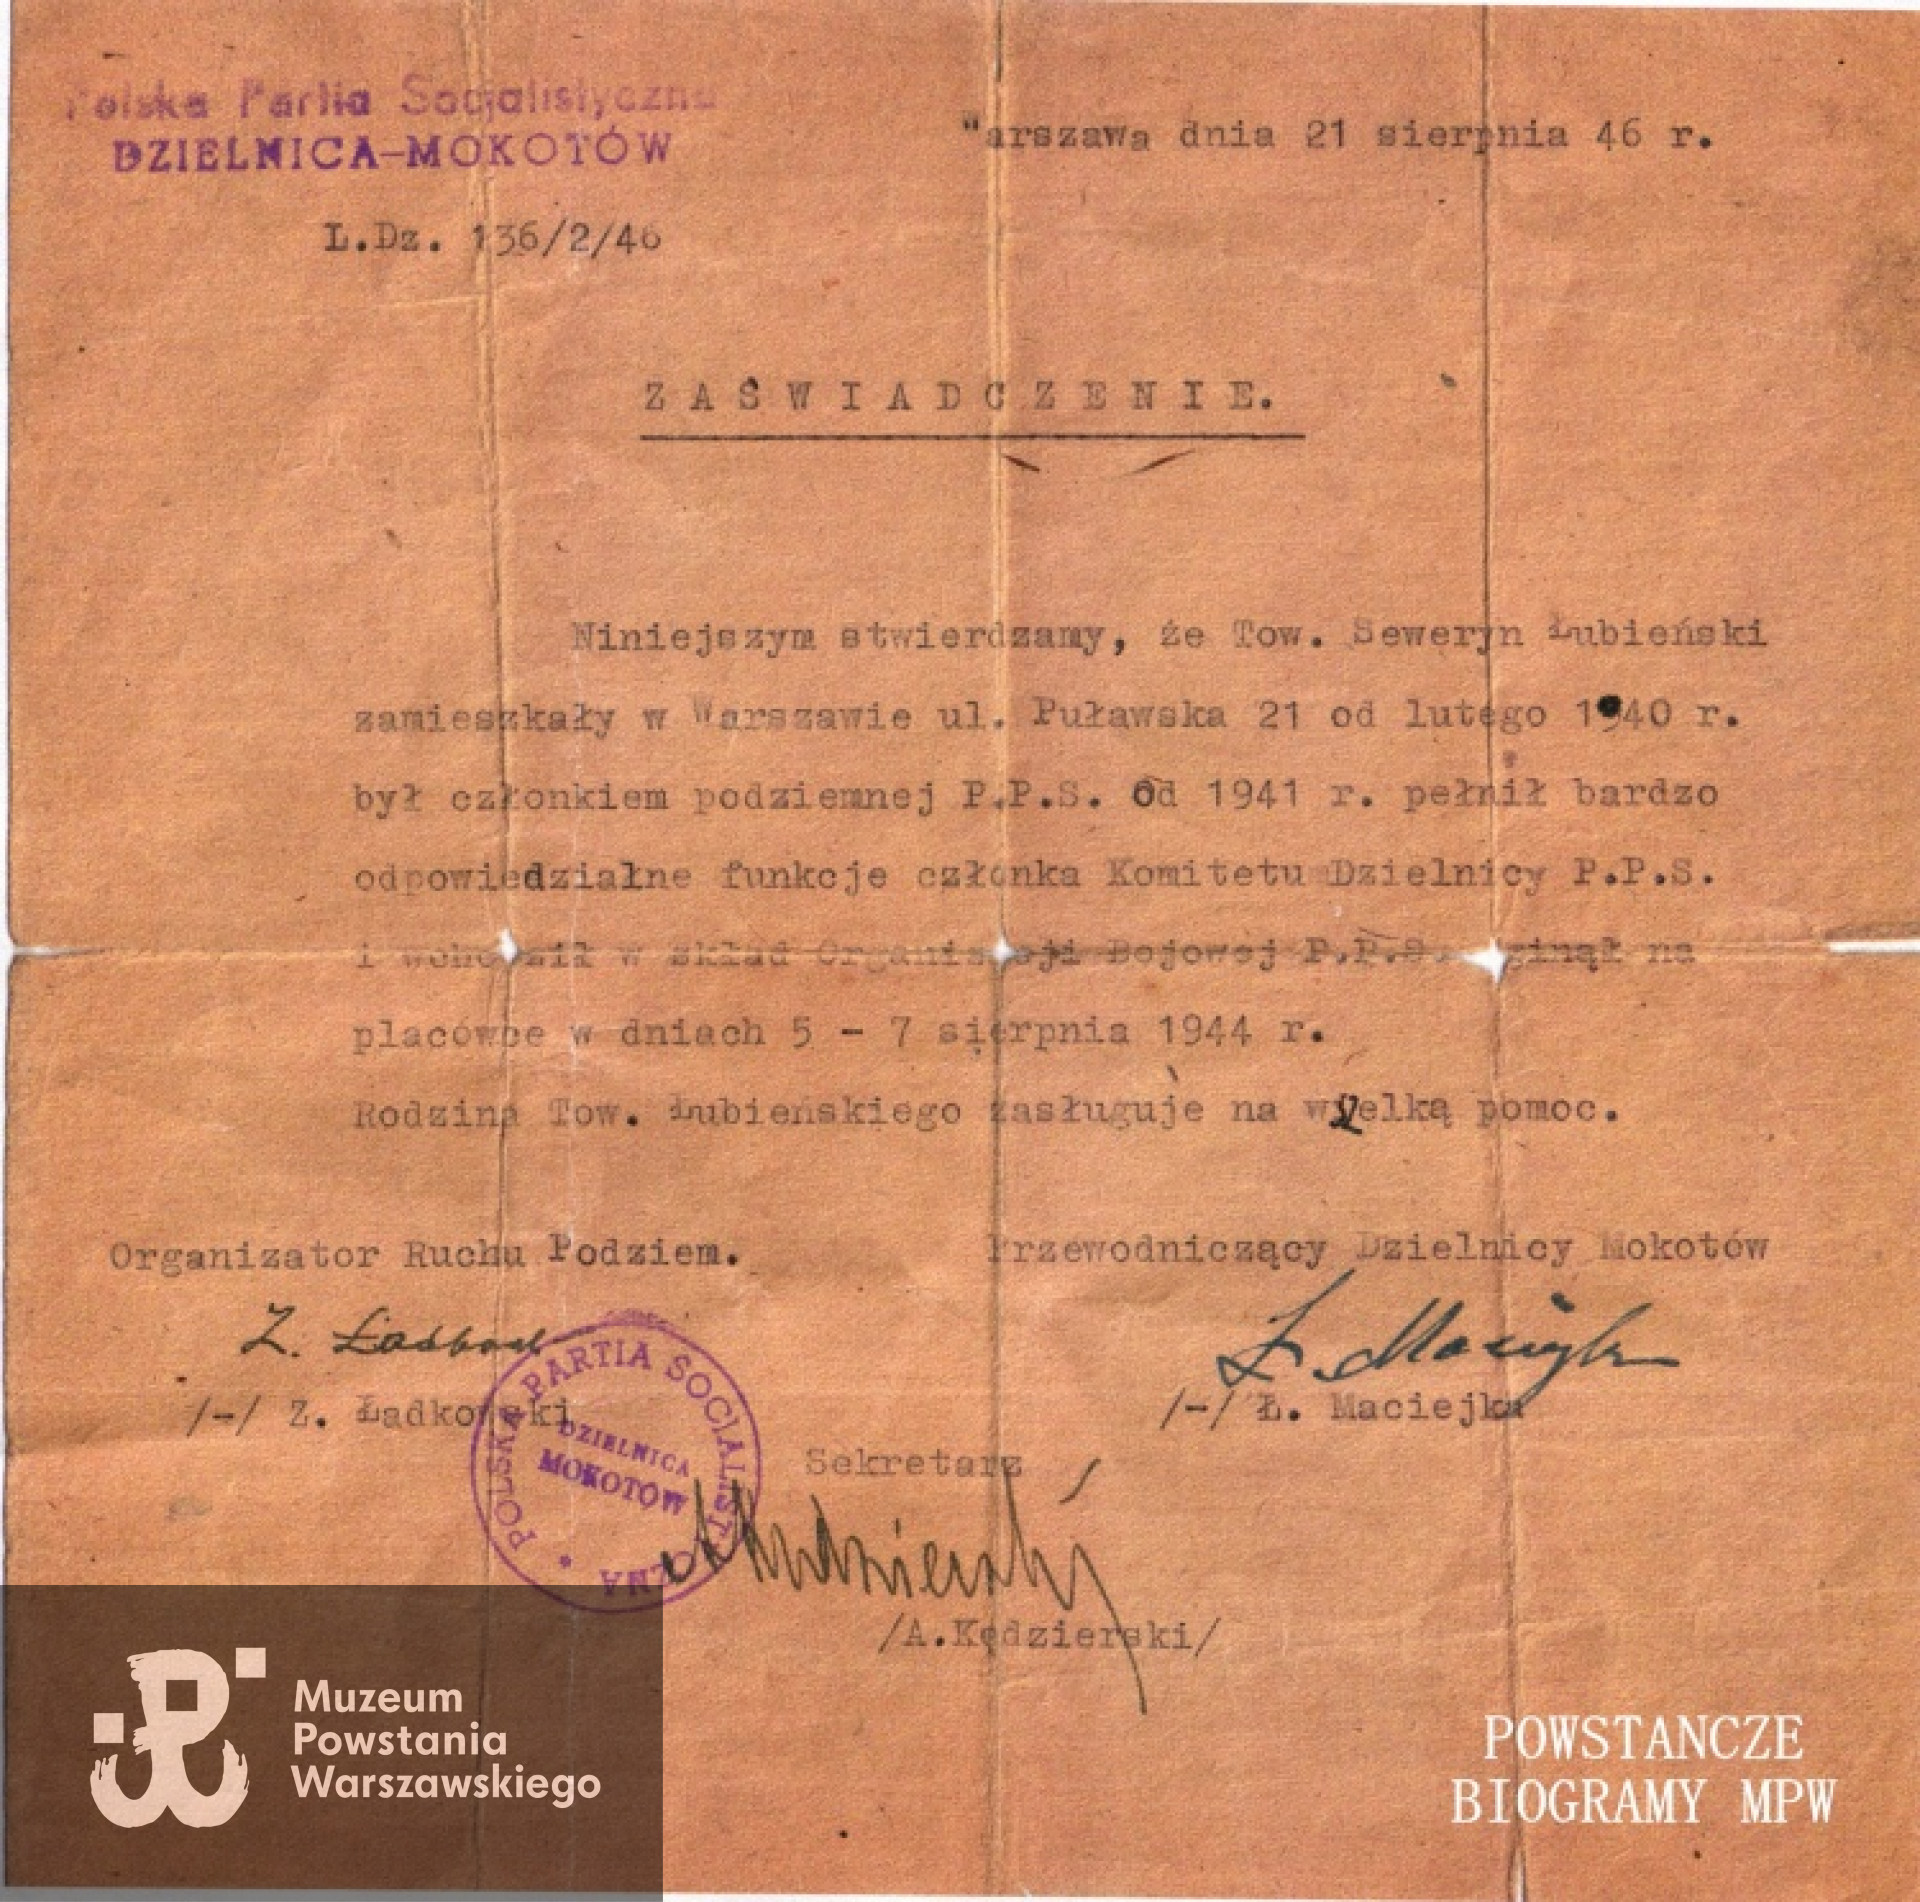 Polska Partia Socjalistyczna
DZIELNICA-MOKOTÓW
Warszawa dnia 21 sierpnia 46 r.
L.Dz. 136/2/46
ZAŚWIADCZENIE.
Niniejszym stwierdzamy, że Tow. Seweryn Łubieński
zamieszkały w Warszawie ul. Puławska 21 od lutego 1940 r.
był członkiem podziemnej P.P.S. Od 1941 r. pełnił bardzo
odpowiedzialne funkcje członka Komitetu Dzielnicy P.P.S.
i wchodził w skład Organizacji Bojowej P.P.S. zginął na
placówce w dniach 5 - 7 sierpnia 1944 r.
Rodzina Tow. Łubieńskiego zasługuje na wielką pomoc.
Organizator Ruchu Podziem.
Przewodniczący Dzielnicy Mokotów
/-/ Z. Ładkowski
/-/ Ł. Maciejko
POLSKA PARTIA SOCJALISTYCZNA *
DZIELNICA
MOKOTÓW
Sekretarz
/A.Kędzierski/
Muzeum
Powstania
Warszawskiego
POWSTANCZE
BIOGRAMY MPW